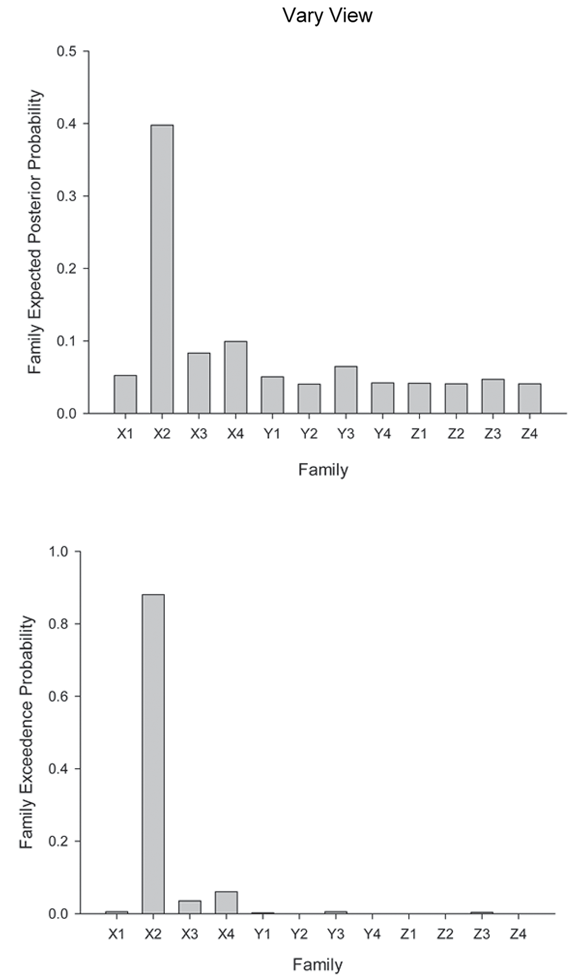 Vary View
Family Expected Posterior Probability
0.5
0.4
0.3
0.2
0.1
0.0
X1 X2 X3 X4 Y1 Y2 Y3 Y4 Z1 Z2 Z3 Z4
Family
Family Exceedence Probability
1.0
0.8
0.6
0.4
0.2
0.0
X1 X2 X3 X4 Y1 Y2 Y3 Y4 Z1 Z2 Z3 Z4
Family